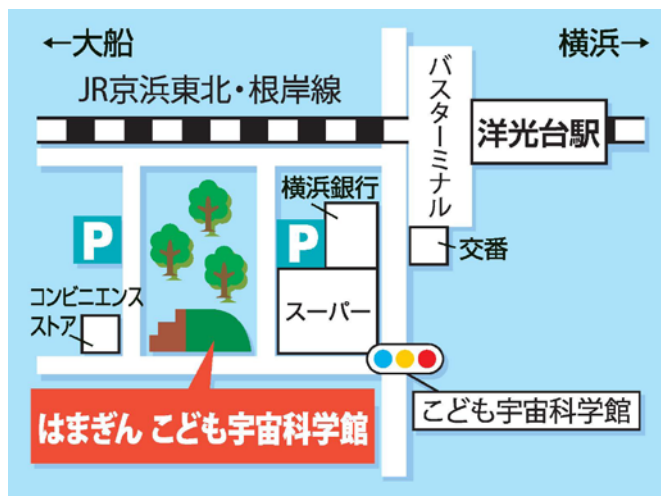 ←大船
横浜→
JR京浜東北・根岸線
バスターミナル
洋光台駅
横浜銀行
P
P
交番
コンビニエンス
ストア
スーパー
はまぎん こども宇宙科学館
こども宇宙科学館